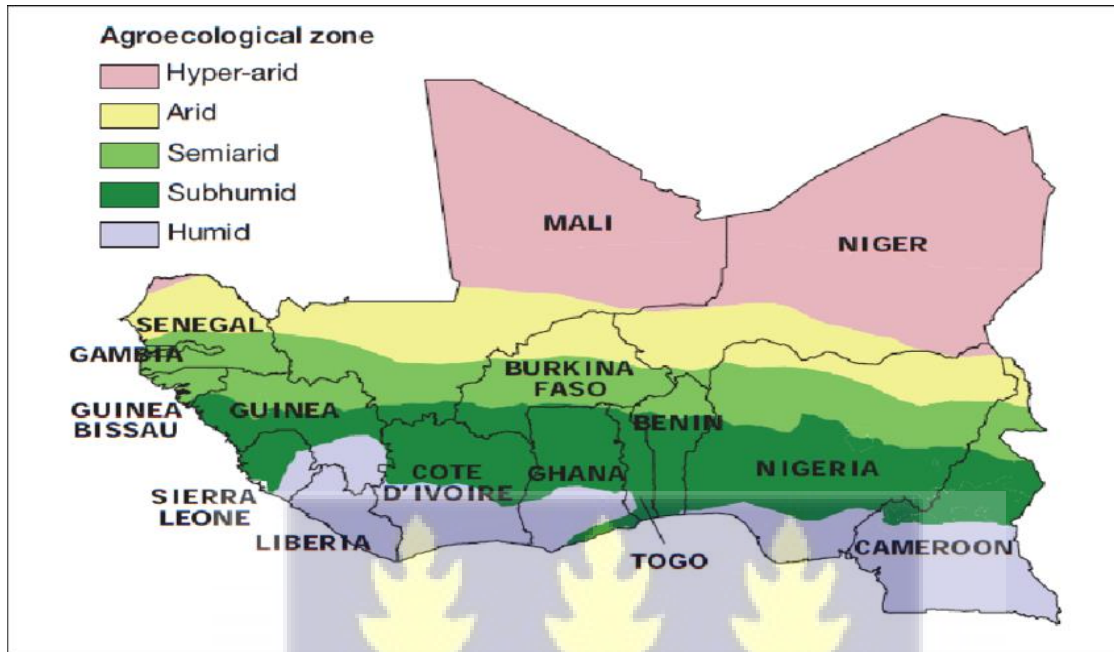 Agroecological zone
Hyper-arid
Arid
Semiarid
Subhumid
Humid
MALI
NIGER
SENEGAL
GAMBIA
BURKINA
FASO
GUINEA
BISSAU
GUINEA
BENIN
COTE
D'IVOIRE
GHANA
NIGERIA
SIERRA
LEONE
LIBERIA
TOGO
CAMEROON